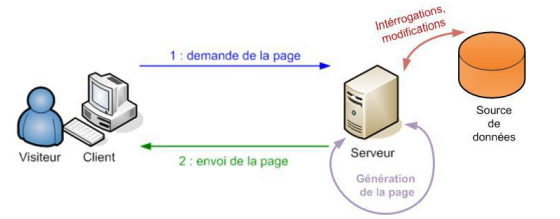 Intérrogations,
modifications
1 : demande de la page
Source
de
données
Visiteur
Client
2 : envoi de la page
Serveur
Génération
de la page